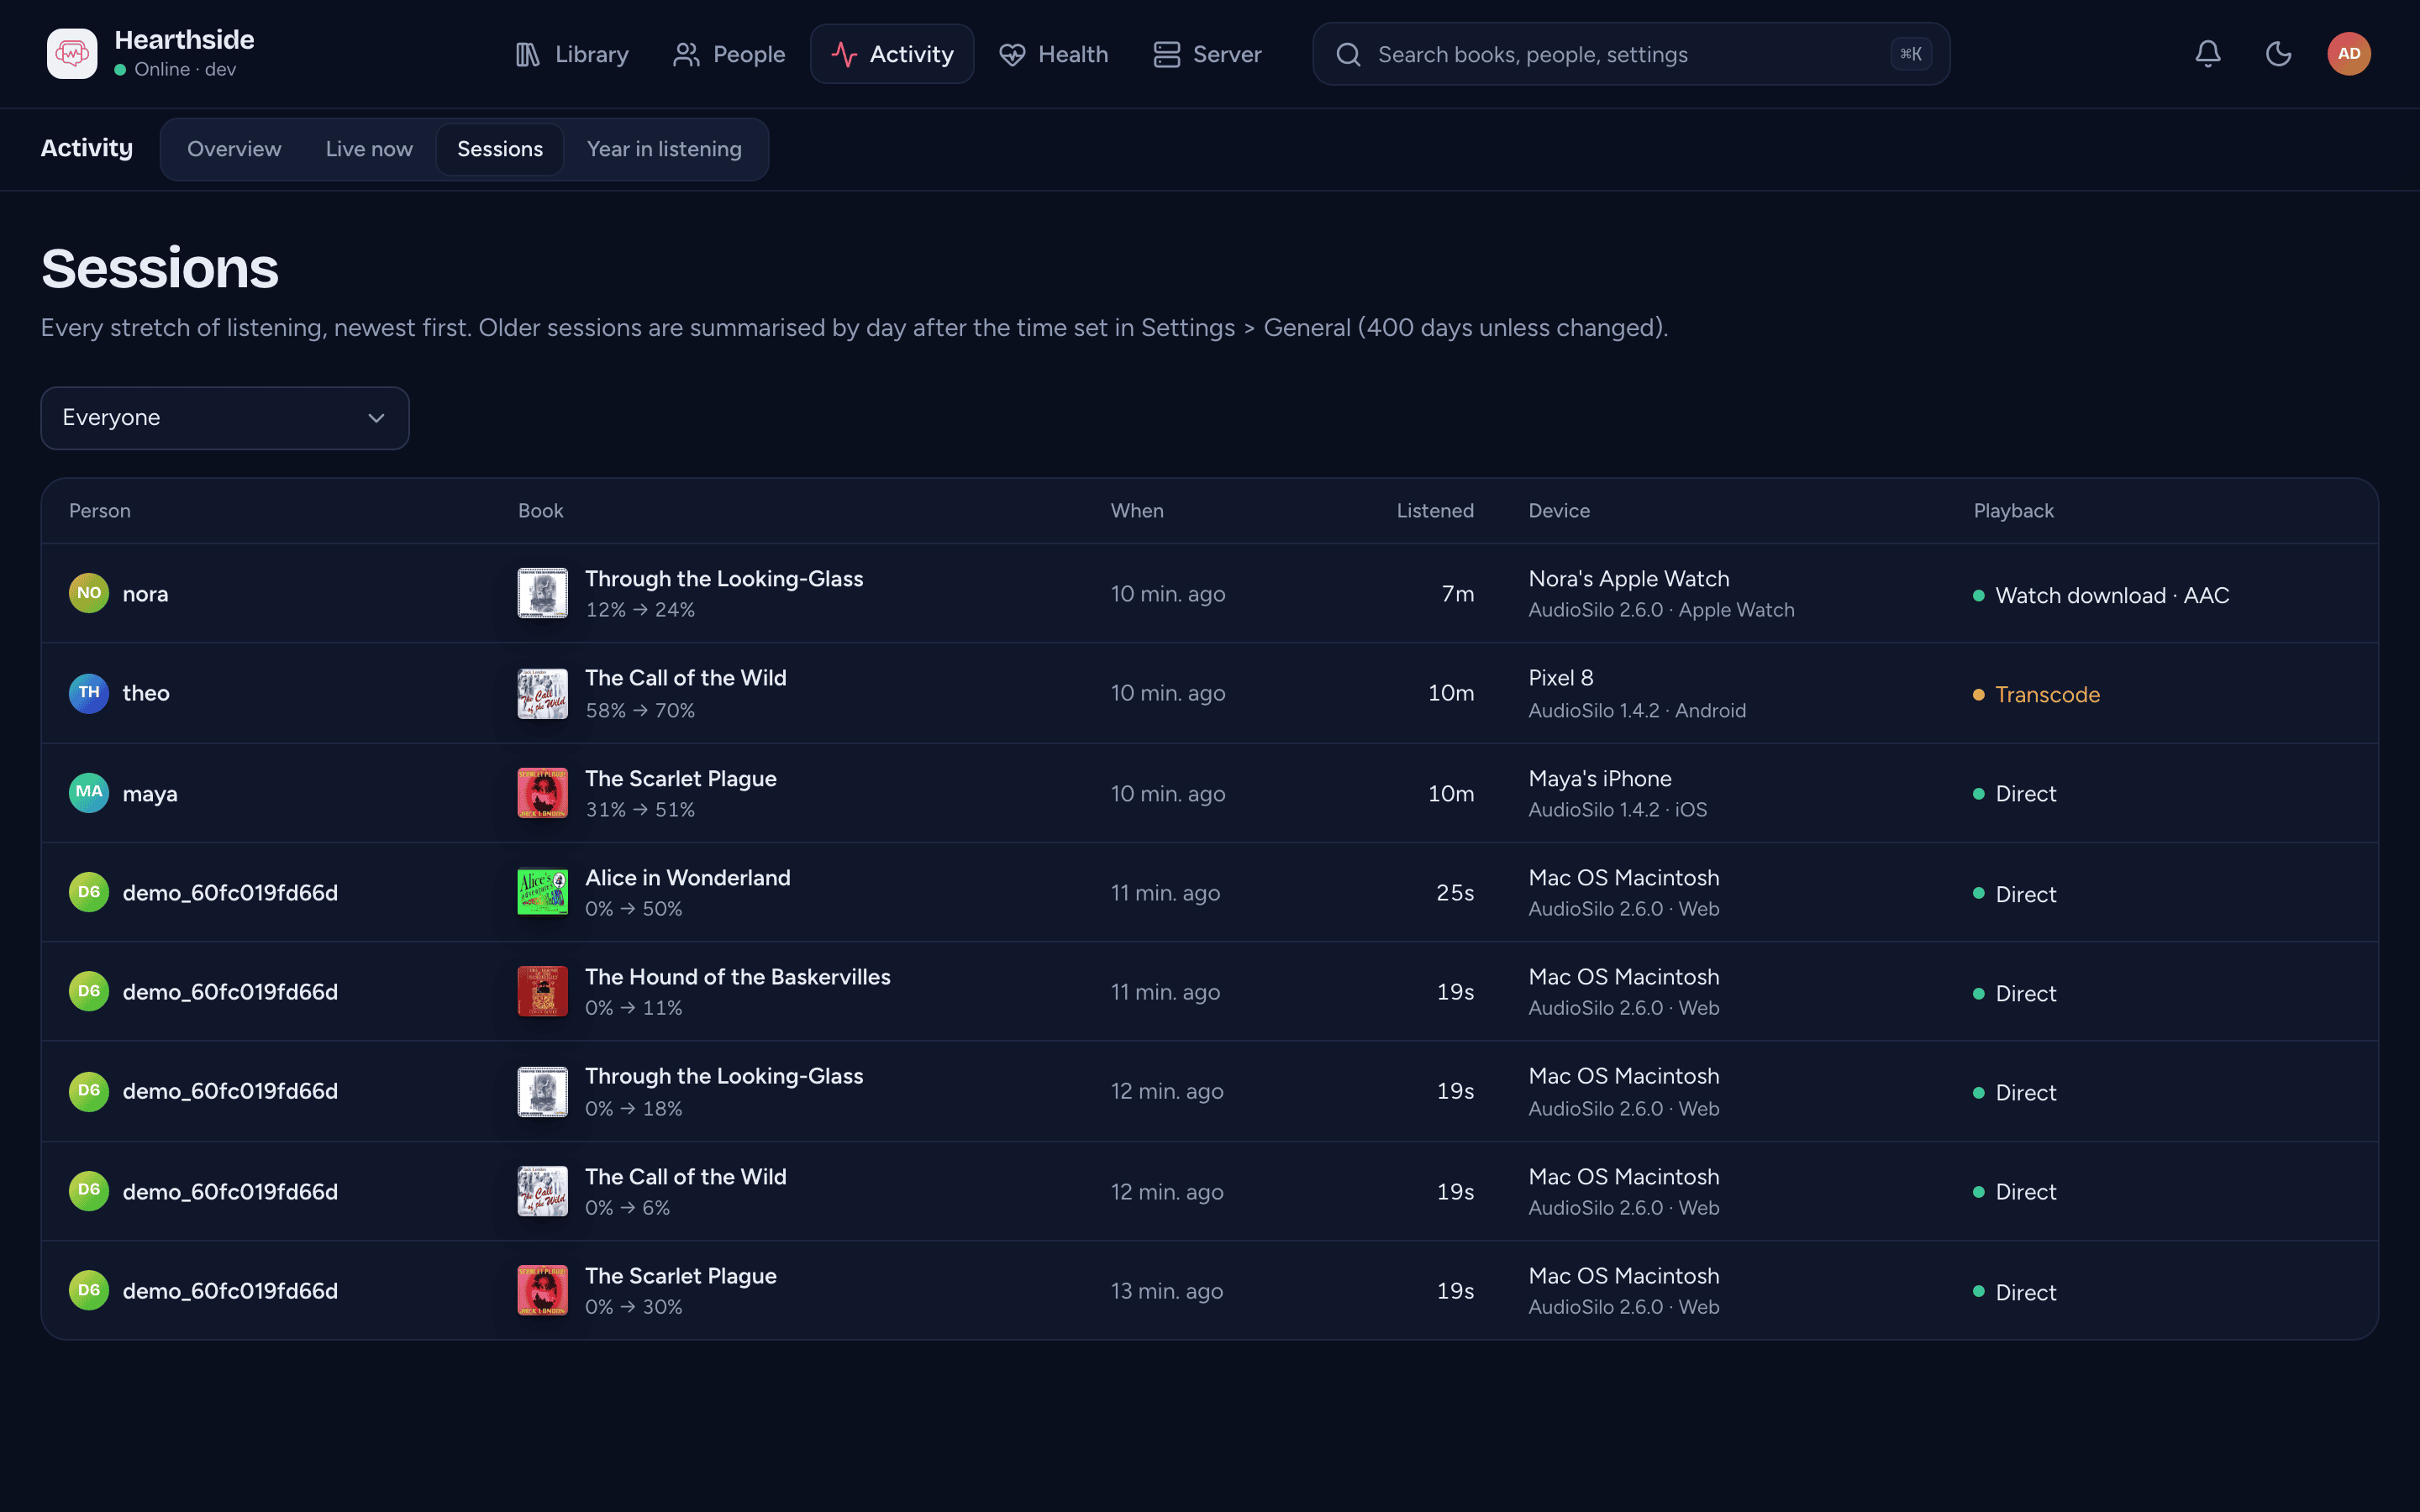 Hearthside
Online · dev
Library
People
Activity
Health
Server
Search books, people, settings
⌘K
AD
Activity
Overview
Live now
Sessions
Year in listening
Sessions
Every stretch of listening, newest first. Older sessions are summarised by day after the time set in Settings > General (400 days unless changed).
Everyone
Person Book When Listened Device Playback
NO nora Through the Looking-Glass 10 min. ago 7m Nora's Apple Watch Watch download · AAC
12% → 24% AudioSilo 2.6.0 · Apple Watch
TH theo The Call of the Wild 10 min. ago 10m Pixel 8 Transcode
58% → 70% AudioSilo 1.4.2 · Android
MA maya The Scarlet Plague 10 min. ago 10m Maya's iPhone Direct
31% → 51% AudioSilo 1.4.2 · iOS
D6 demo_60fc019fd66d Alice in Wonderland 11 min. ago 25s Mac OS Macintosh Direct
0% → 50% AudioSilo 2.6.0 · Web
D6 demo_60fc019fd66d The Hound of the Baskervilles 11 min. ago 19s Mac OS Macintosh Direct
0% → 11% AudioSilo 2.6.0 · Web
D6 demo_60fc019fd66d Through the Looking-Glass 12 min. ago 19s Mac OS Macintosh Direct
0% → 18% AudioSilo 2.6.0 · Web
D6 demo_60fc019fd66d The Call of the Wild 12 min. ago 19s Mac OS Macintosh Direct
0% → 6% AudioSilo 2.6.0 · Web
D6 demo_60fc019fd66d The Scarlet Plague 13 min. ago 19s Mac OS Macintosh Direct
0% → 30% AudioSilo 2.6.0 · Web